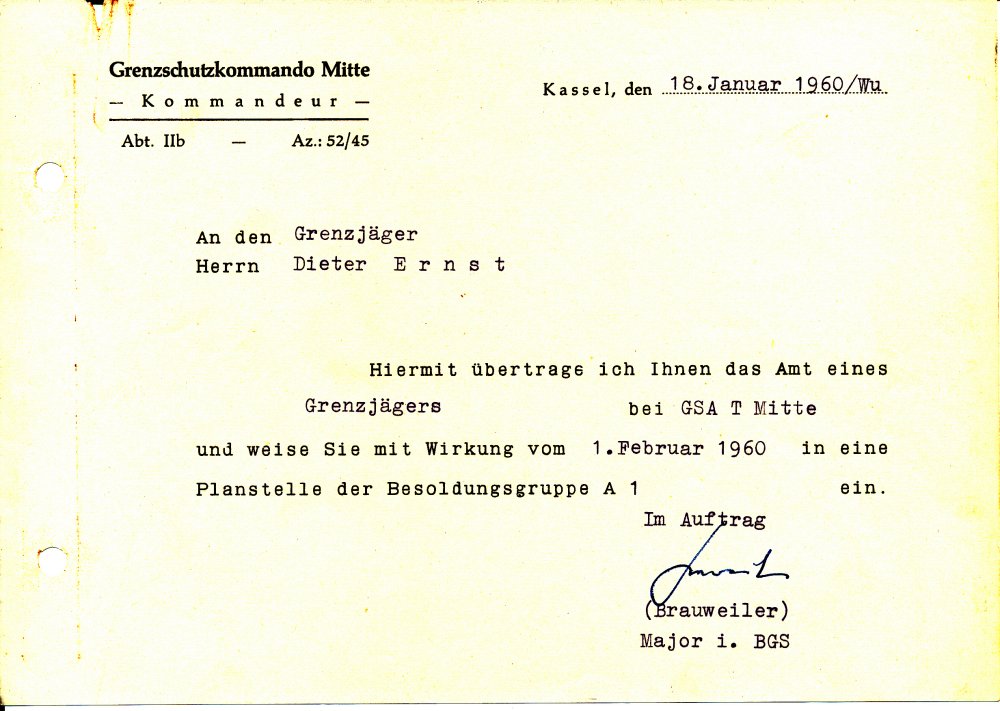 Grenzschutzkommando Mitte
— Kommandeur —
Abt. IIb — Az.: 52/45
Kassel, den 18.Januar 1960/Wu
An den Grenzjäger
Herrn Dieter Ernst
Hiermit übertrage ich Ihnen das Amt eines
Grenzjägers bei GSA T Mitte
und weise Sie mit Wirkung vom 1.Februar 1960 in eine
Planstelle der Besoldungsgruppe A 1 ein.
Im Auftrag
(Brauweiler)
Major i. BGS